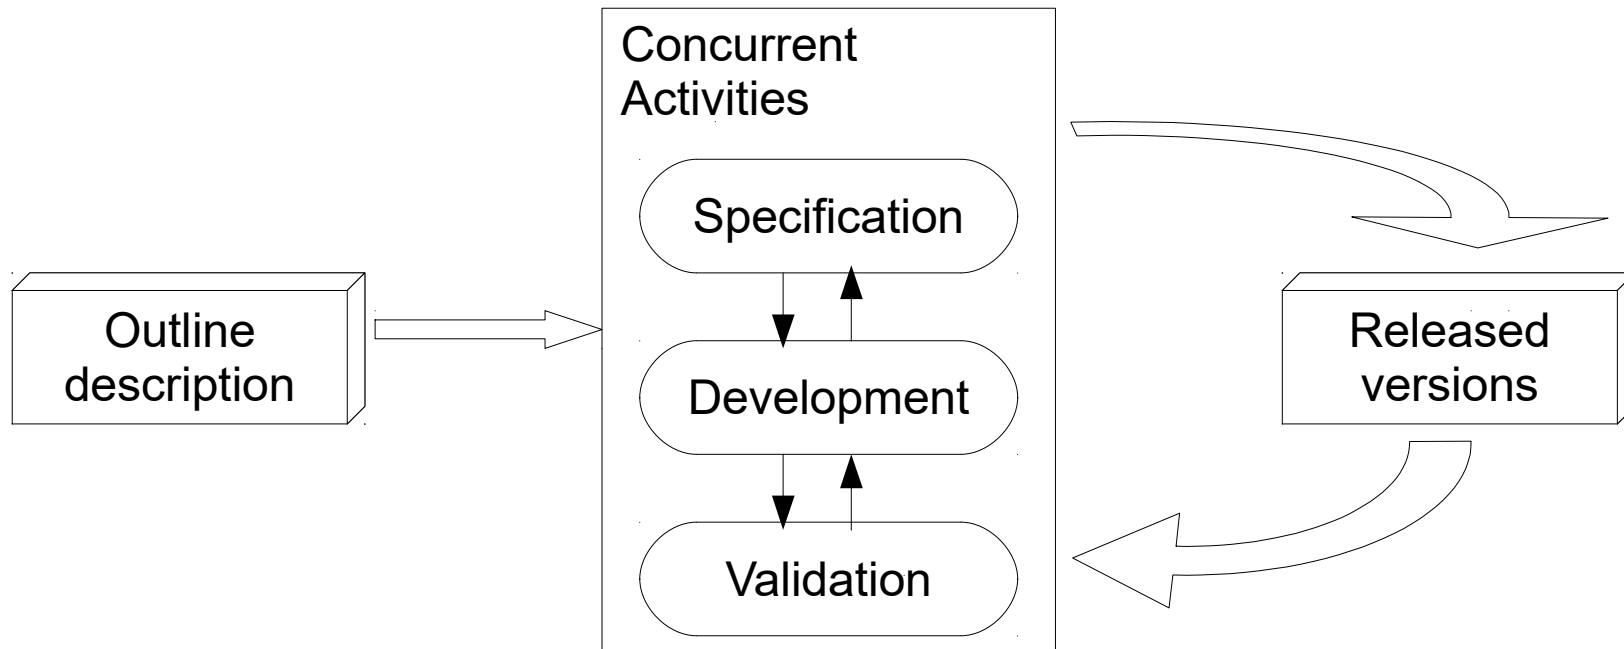 Concurrent
Activities
Specification
Outline
description
Development
Released
versions
Validation